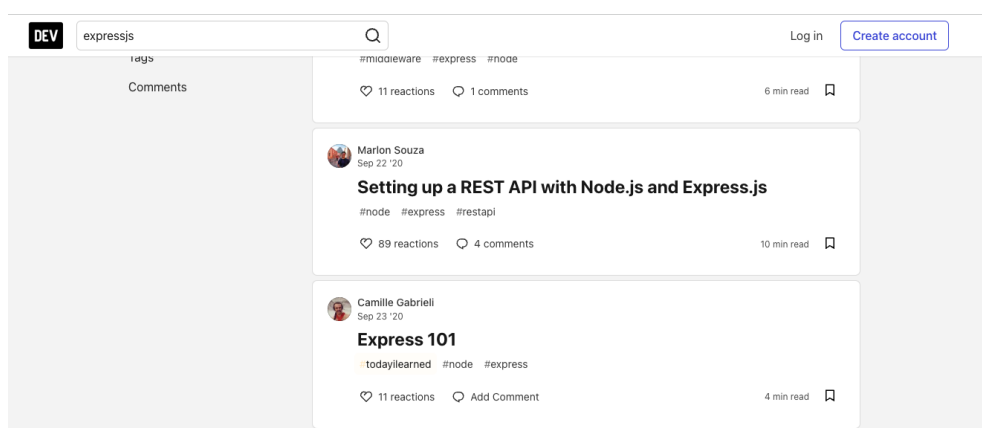 DEV expressjs Log in Create account
Tags
Comments
#middleware #express #node
11 reactions 1 comments 6 min read
Marlon Souza
Sep 22 '20
Setting up a REST API with Node.js and Express.js
#node #express #restapi
89 reactions 4 comments 10 min read
Camille Gabrieli
Sep 23 '20
Express 101
#todayilearned #node #express
11 reactions Add Comment 4 min read